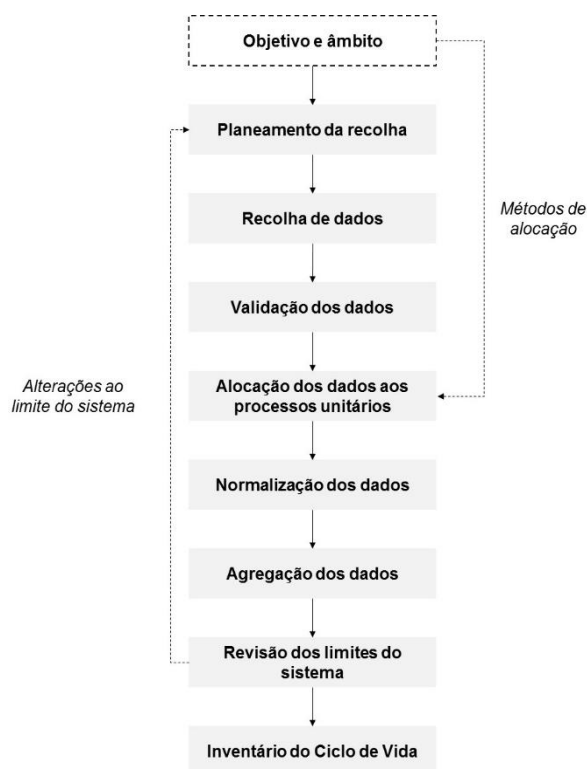 Objetivo e âmbito
Planeamento da recolha
Recolha de dados
Métodos de
alocação
Validação dos dados
Alterações ao
limite do sistema
Alocação dos dados aos
processos unitários
Normalização dos dados
Agregação dos dados
Revisão dos limites do
sistema
Inventário do Ciclo de Vida